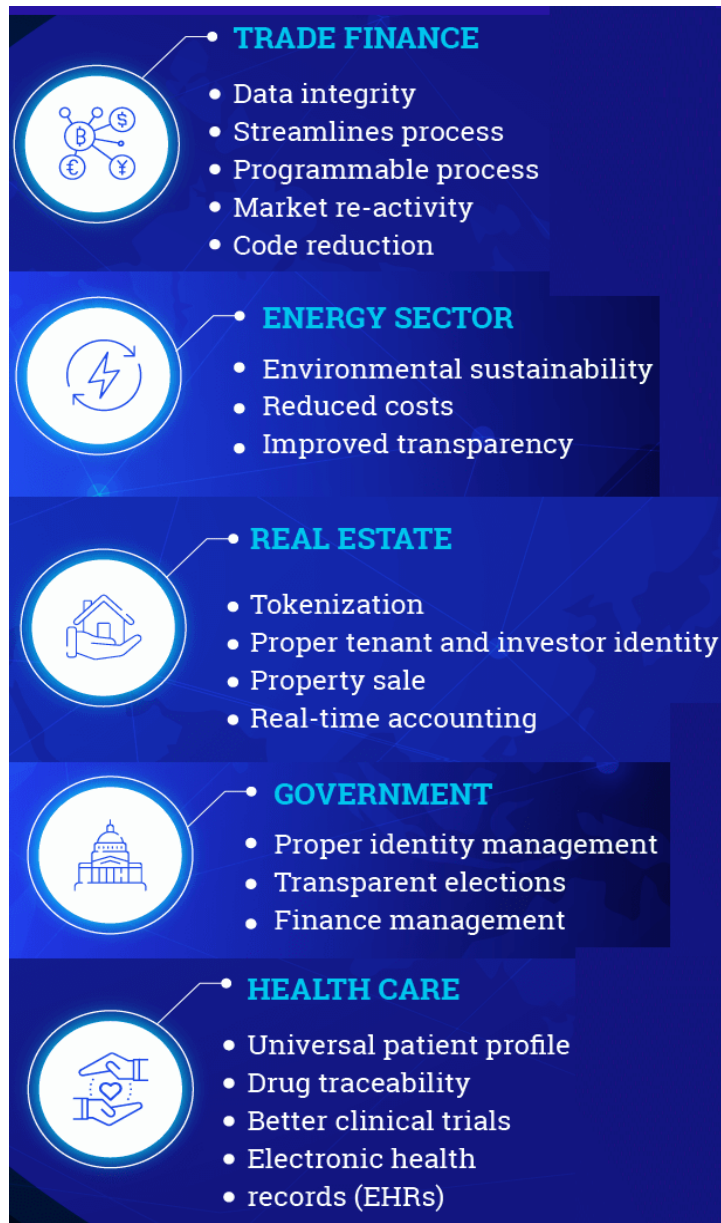 TRADE FINANCE
• Data integrity
• Streamlines process
• Programmable process
• Market re-activity
• Code reduction
₿ $ € ¥
ENERGY SECTOR
• Environmental sustainability
• Reduced costs
• Improved transparency
REAL ESTATE
• Tokenization
• Proper tenant and investor identity
• Property sale
• Real-time accounting
GOVERNMENT
• Proper identity management
• Transparent elections
• Finance management
HEALTH CARE
• Universal patient profile
• Drug traceability
• Better clinical trials
• Electronic health
• records (EHRs)